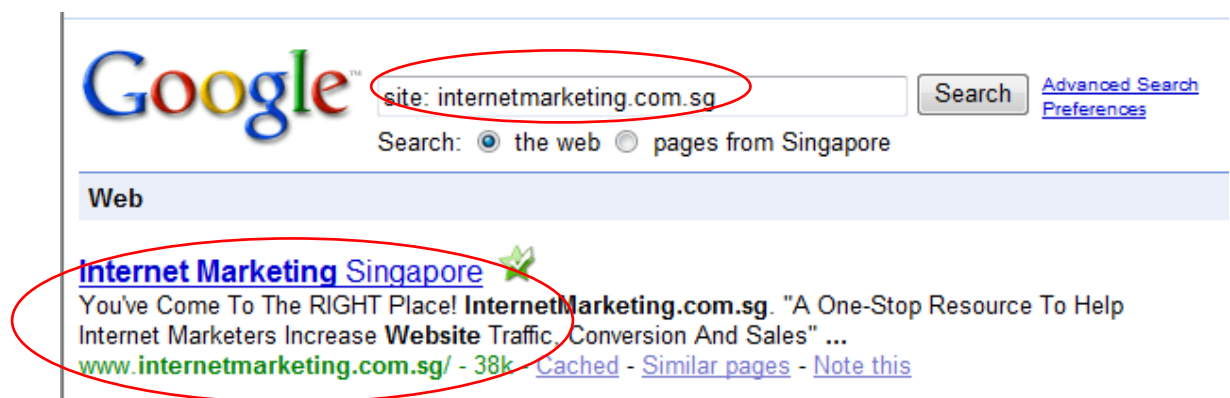 Google™
site: internetmarketing.com.sg
Search
Advanced Search
Preferences
Search: the web pages from Singapore
Web
Internet Marketing Singapore
You've Come To The RIGHT Place! InternetMarketing.com.sg. "A One-Stop Resource To Help
Internet Marketers Increase Website Traffic, Conversion And Sales" ...
www.internetmarketing.com.sg/ - 38k - Cached - Similar pages - Note this